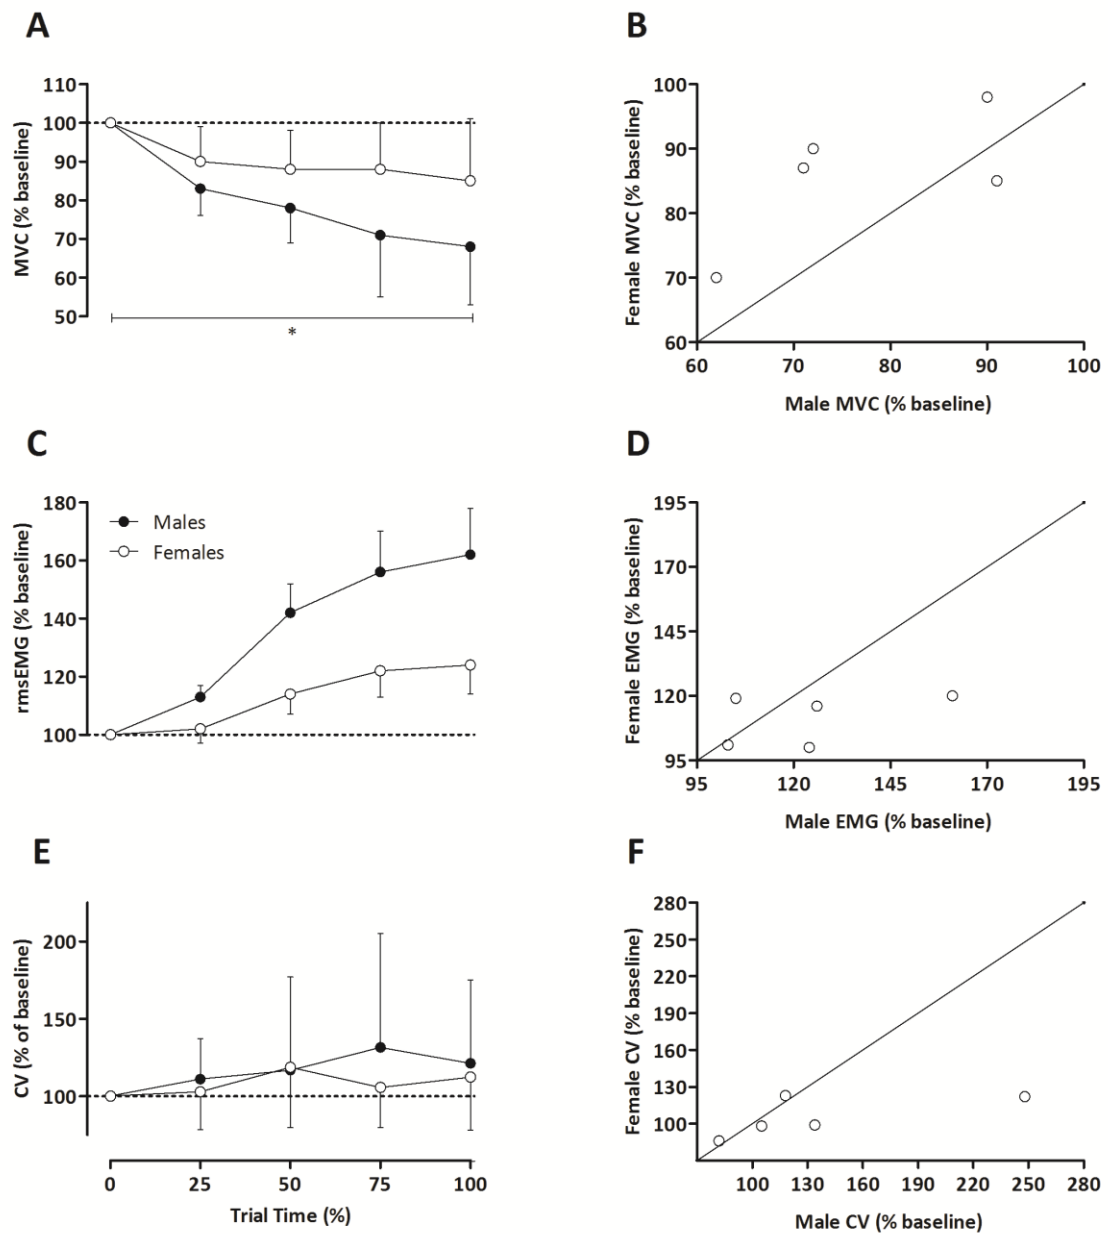 A
MVC (% baseline)
110
100
90
80
70
60
50
*
B
Female MVC (% baseline)
100
90
80
70
60
60 70 80 90 100
Male MVC (% baseline)
C
rmsEMG (% baseline)
180
160
140
120
100
Males
Females
D
Female EMG (% baseline)
195
170
145
120
95
95 120 145 170 195
Male EMG (% baseline)
E
CV (% of baseline)
200
150
100
0 25 50 75 100
Trial Time (%)
F
Female CV (% baseline)
280
250
220
190
160
130
100
100 130 160 190 220 250 280
Male CV (% baseline)